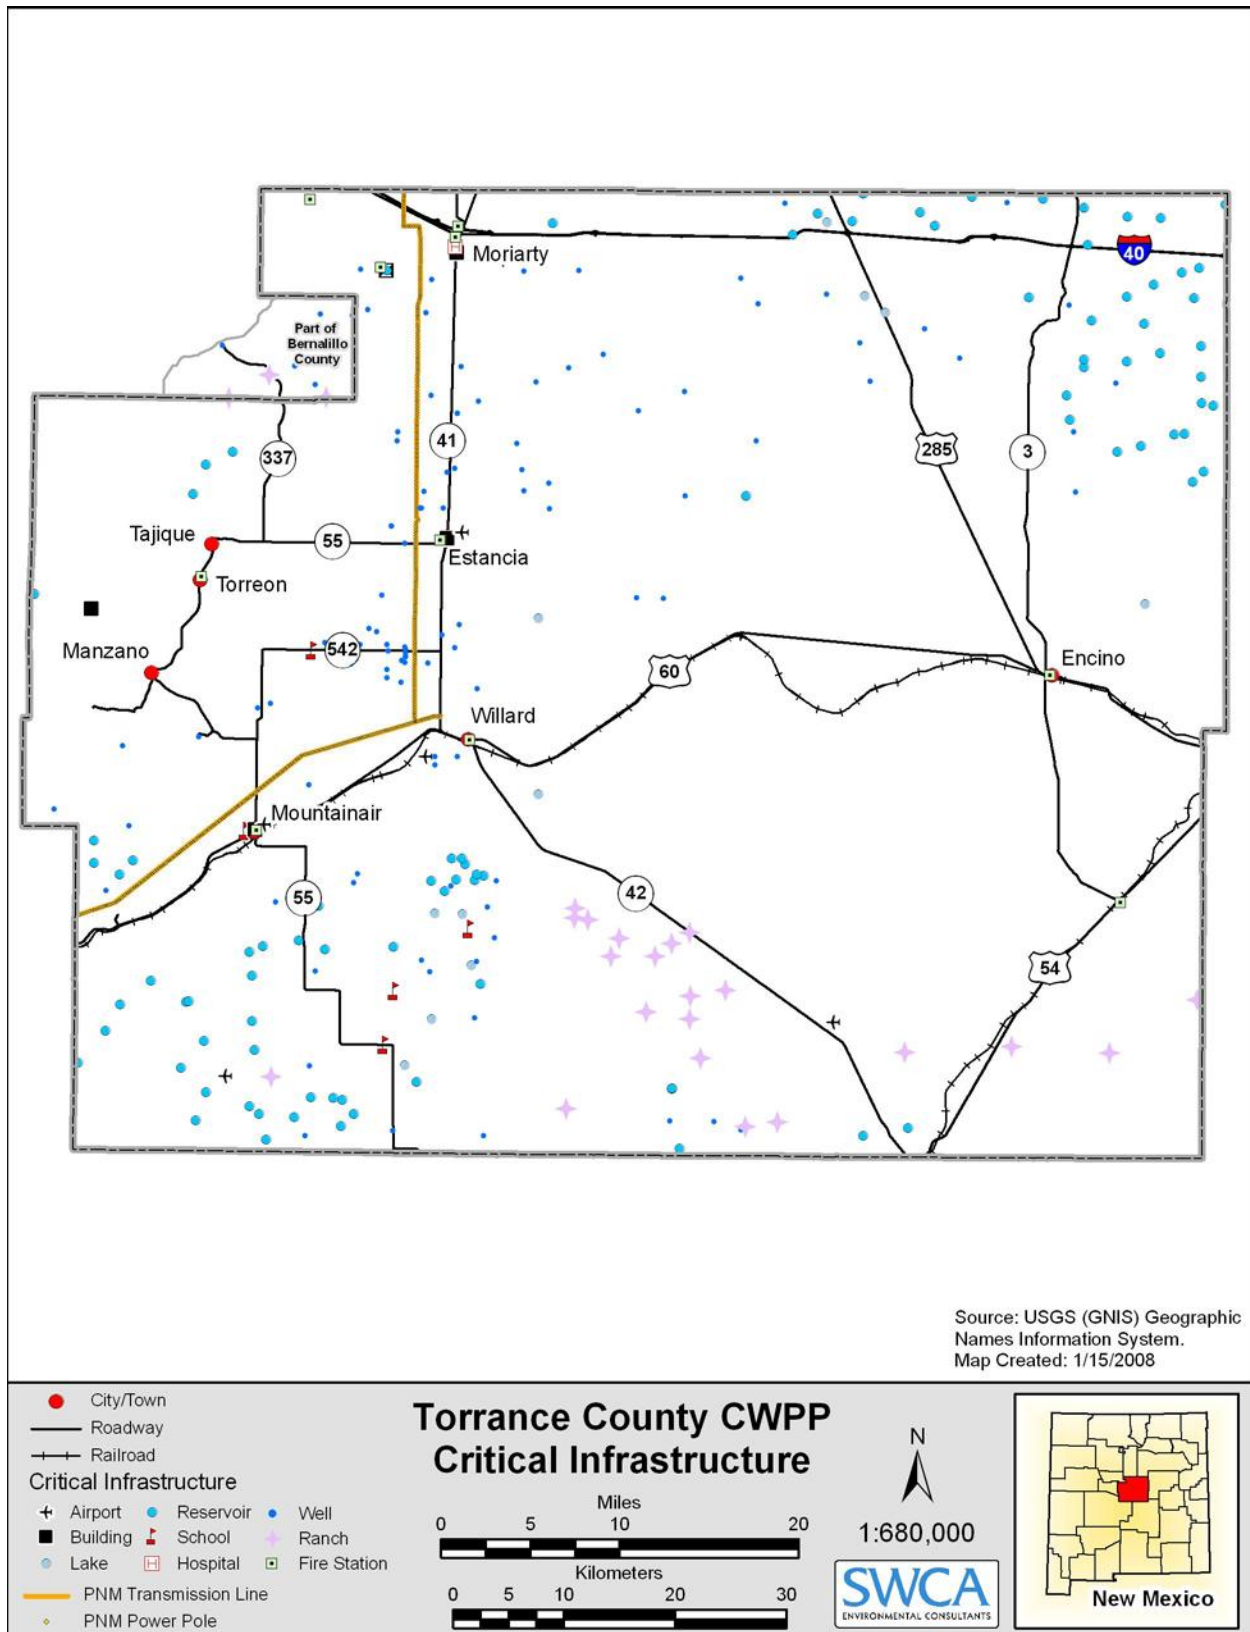 Moriarty
40
Part of
Bernalillo
County
337
41
285
3
Tajique
55
Estancia
Torreon
Manzano
542
60
Encino
Willard
Mountainair
55
42
54
Source: USGS (GNIS) Geographic
Names Information System.
Map Created: 1/15/2008
City/Town
Roadway
Railroad
Critical Infrastructure
Airport
Reservoir
Well
Building
School
Ranch
Lake
H Hospital
Fire Station
PNM Transmission Line
PNM Power Pole
Torrance County CWPP
Critical Infrastructure
Miles
0 5 10 20
Kilometers
0 5 10 20 30
N
1:680,000
SWCA
ENVIRONMENTAL CONSULTANTS
New Mexico